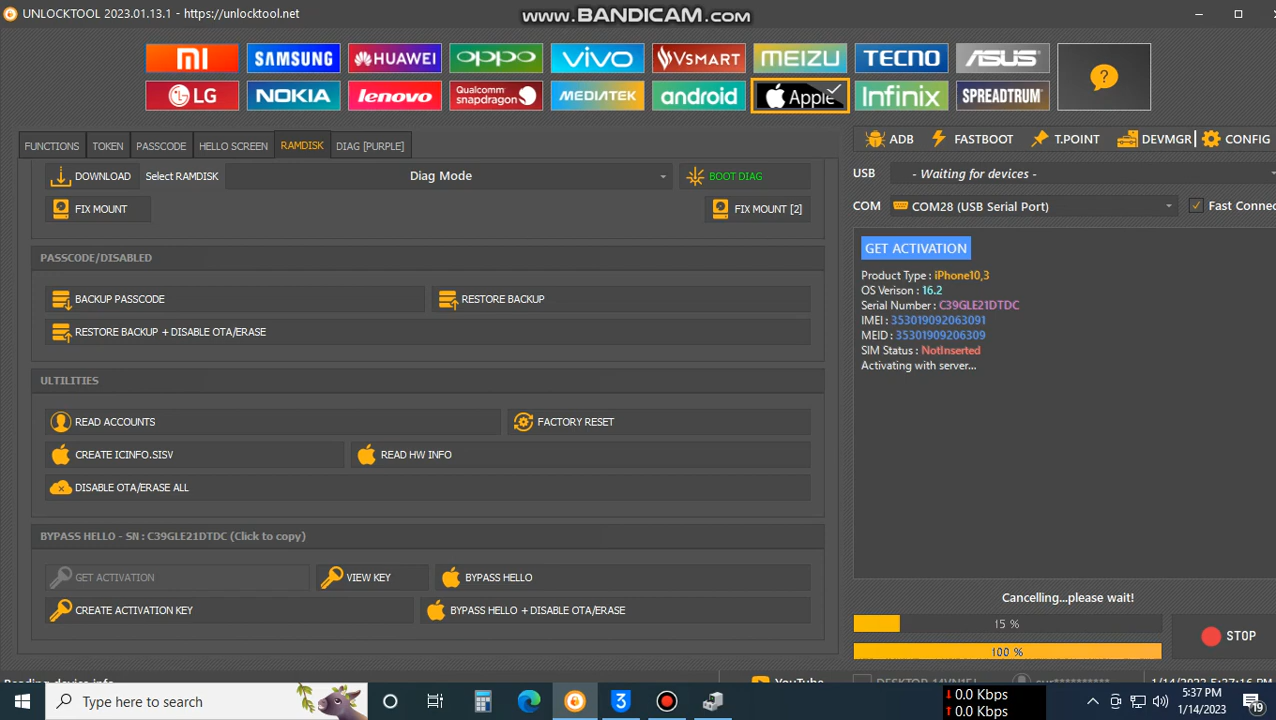 UNLOCKTOOL 2023.01.13.1 - https://unlocktool.net
www.BANDICAM.com
MI SAMSUNG HUAWEI oppo vivo VSMART MEIZU TECNO ASUS
LG NOKIA lenovo Qualcomm snapdragon MEDIATEK android Apple Infinix SPREADTRUM ?
FUNCTIONS TOKEN PASSCODE HELLO SCREEN RAMDISK DIAG [PURPLE]
ADB FASTBOOT T.POINT DEVMGR CONFIG
DOWNLOAD Select RAMDISK Diag Mode BOOT DIAG
FIX MOUNT FIX MOUNT [2]
PASSCODE/DISABLED
BACKUP PASSCODE RESTORE BACKUP
RESTORE BACKUP + DISABLE OTA/ERASE
ULTILITIES
READ ACCOUNTS FACTORY RESET
CREATE ICINFO.SISV READ HW INFO
DISABLE OTA/ERASE ALL
BYPASS HELLO - SN : C39GLE21DTDC (Click to copy)
GET ACTIVATION VIEW KEY BYPASS HELLO
CREATE ACTIVATION KEY BYPASS HELLO + DISABLE OTA/ERASE
USB - Waiting for devices -
COM COM28 (USB Serial Port) Fast Connec
GET ACTIVATION
Product Type : iPhone10,3
OS Verison : 16.2
Serial Number : C39GLE21DTDC
IMEI : 353019092063091
MEID : 35301909206309
SIM Status : NotInserted
Activating with server...
Cancelling...please wait!
15 %
100 %
STOP
YouTube
Type here to search
3
0.0 Kbps
0.0 Kbps
5:37 PM
1/14/2023
19